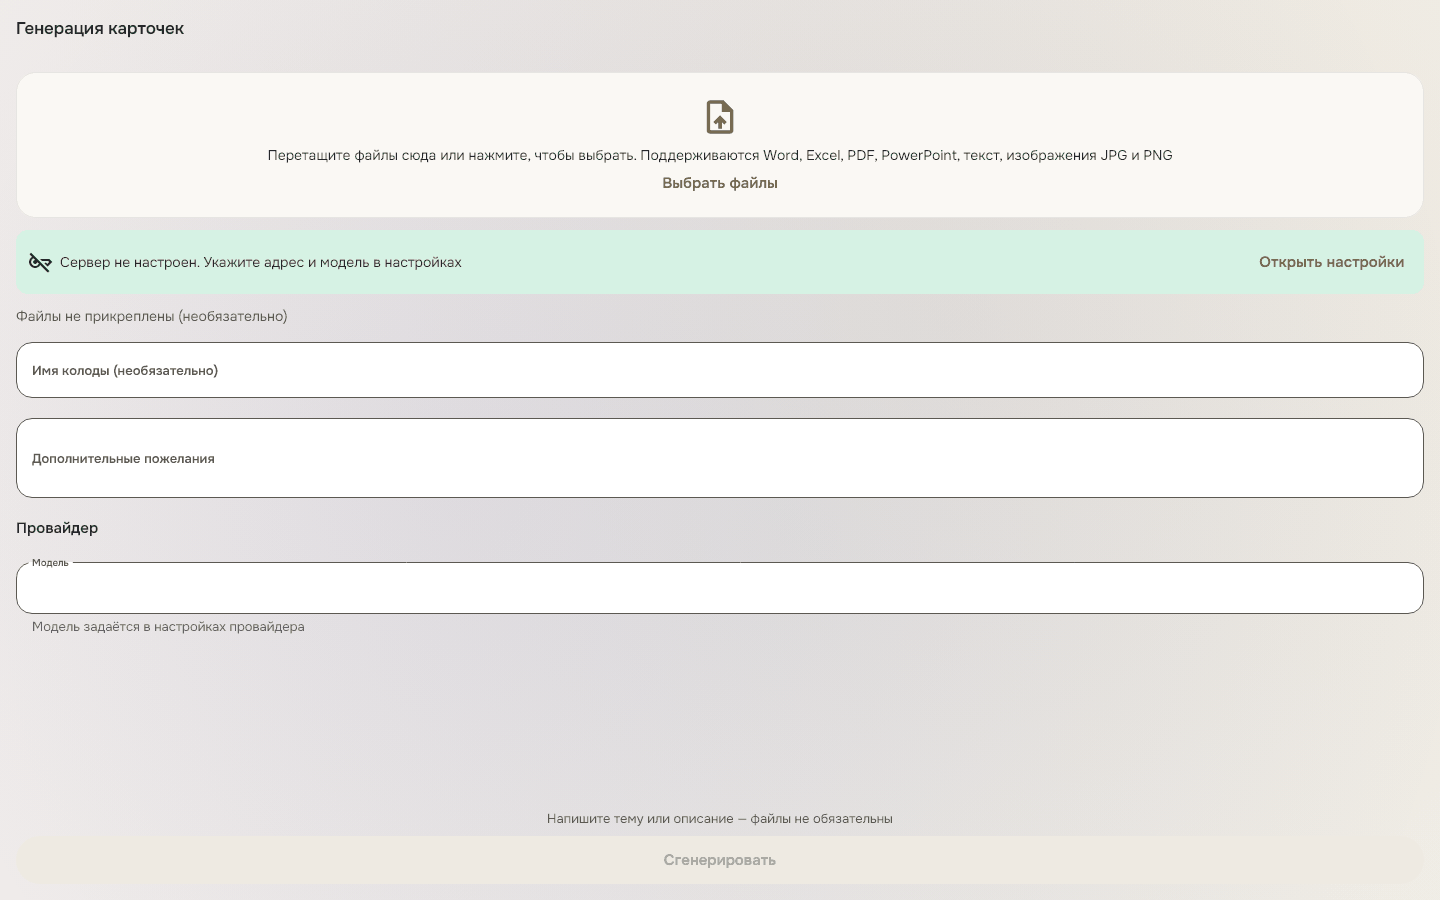 Генерация карточек
Перетащите файлы сюда или нажмите, чтобы выбрать. Поддерживаются Word, Excel, PDF, PowerPoint, текст, изображения JPG и PNG
Выбрать файлы
Сервер не настроен. Укажите адрес и модель в настройках
Открыть настройки
Файлы не прикреплены (необязательно)
Имя колоды (необязательно)
Дополнительные пожелания
Провайдер
Модель
Модель задаётся в настройках провайдера
Напишите тему или описание — файлы не обязательны
Сгенерировать